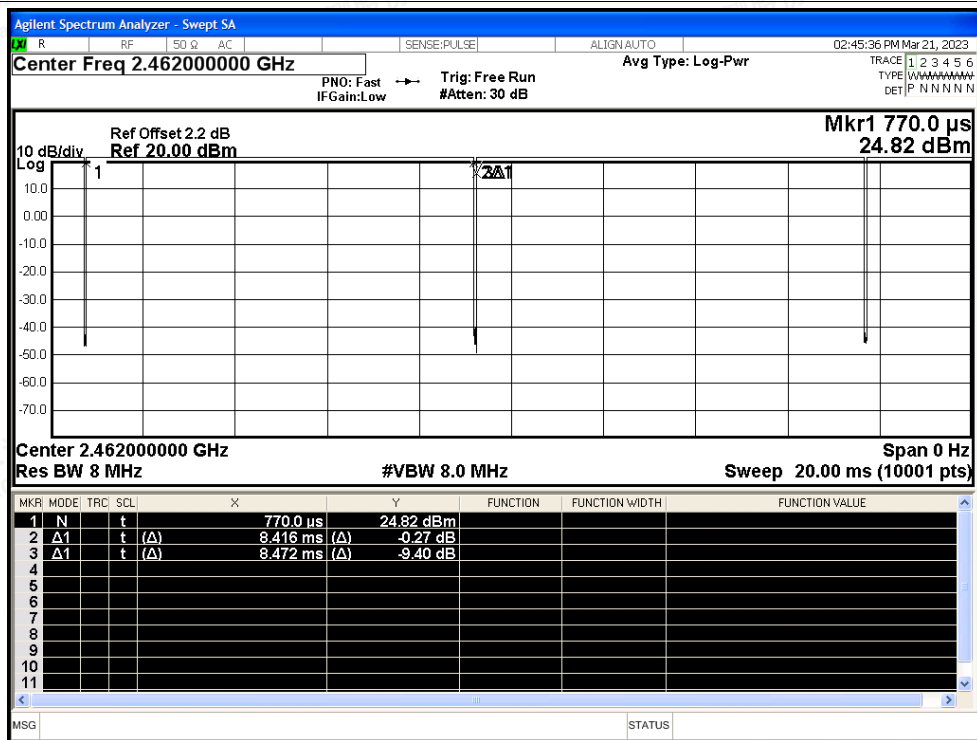 Agilent Spectrum Analyzer - Swept SA
LXI R RF 50 Ω AC SENSE:PULSE ALIGN AUTO 02:45:36 PM Mar 21, 2023
Center Freq 2.462000000 GHz
PNO: Fast
IFGain:Low
Trig: Free Run
#Atten: 30 dB
Avg Type: Log-Pwr
TRACE 1 2 3 4 5 6
TYPE WWWWWWW
DET P N N N N N
Mkr1 770.0 µs
24.82 dBm
Ref Offset 2.2 dB
10 dB/div Ref 20.00 dBm
Log
1
3Δ1
10.0
0.00
-10.0
-20.0
-30.0
-40.0
-50.0
-60.0
-70.0
Center 2.462000000 GHz Span 0 Hz
Res BW 8 MHz #VBW 8.0 MHz Sweep 20.00 ms (10001 pts)
MKR MODE TRC SCL X Y FUNCTION FUNCTION WIDTH FUNCTION VALUE
1 N t 770.0 µs 24.82 dBm
2 Δ1 t (Δ) 8.416 ms (Δ) -0.27 dB
3 Δ1 t (Δ) 8.472 ms (Δ) -9.40 dB
4
5
6
7
8
9
10
11
MSG STATUS